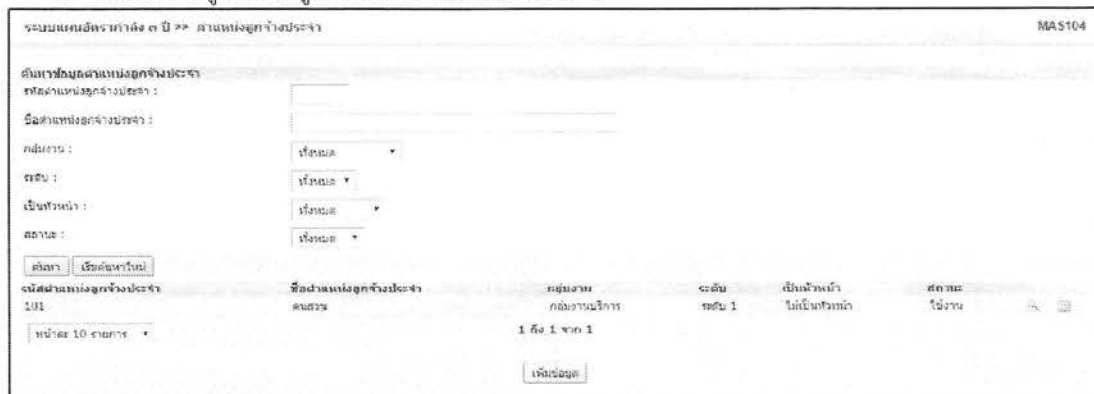 ระบบแผนอัตรากำลัง ๓ ปี >> ตำแหน่งลูกจ้างประจำ MAS104
ค้นหาข้อมูลตำแหน่งลูกจ้างประจำ
รหัสตำแหน่งลูกจ้างประจำ :
ชื่อตำแหน่งลูกจ้างประจำ :
กลุ่มงาน : ทั้งหมด
ระดับ : ทั้งหมด
เป็นหัวหน้า : ทั้งหมด
สถานะ : ทั้งหมด
ค้นหา เริ่มค้นหาใหม่
รหัสตำแหน่งลูกจ้างประจำ ชื่อตำแหน่งลูกจ้างประจำ กลุ่มงาน ระดับ เป็นหัวหน้า สถานะ
101 คนสวน กลุ่มงานบริการ ระดับ 1 ไม่เป็นหัวหน้า ใช้งาน
หน้าละ 10 รายการ 1 ถึง 1 จาก 1
เพิ่มข้อมูล